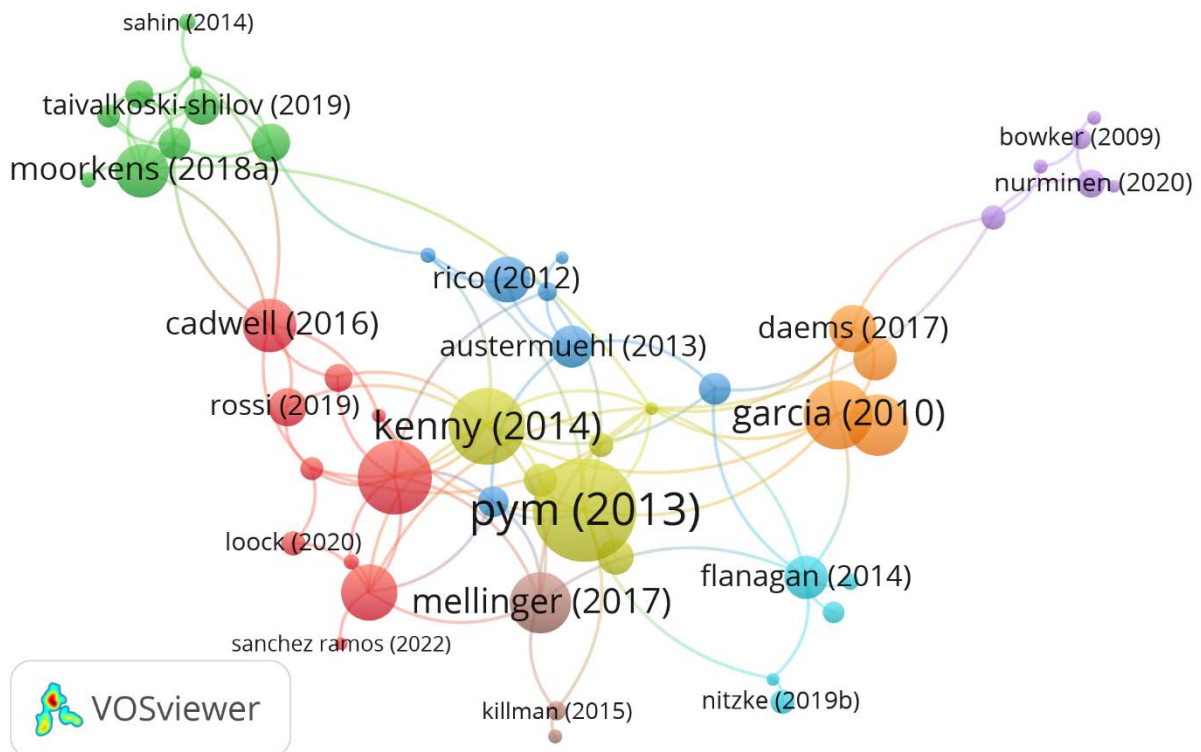 sahin (2014)
taivalkoski-shilov (2019)
moorkens (2018a)
bowker (2009)
nurminen (2020)
rico (2012)
cadwell (2016)
austermuehl (2013)
daems (2017)
rossi (2019)
kenny (2014)
garcia (2010)
pym (2013)
loock (2020)
mellinger (2017)
flanagan (2014)
sanchez ramos (2022)
killman (2015)
nitzke (2019b)
VOSviewer